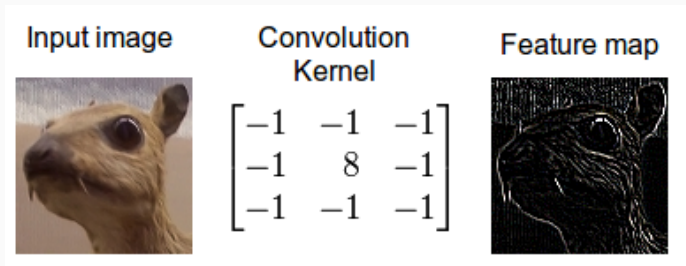 Input image
Convolution
Kernel
Feature map
−1 −1 −1
−1 8 −1
−1 −1 −1